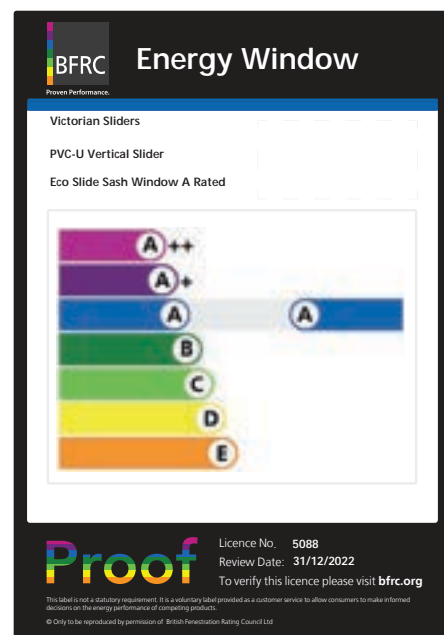 BFRC
Proven Performance.
Energy Window
Victorian Sliders
PVC-U Vertical Slider
Eco Slide Sash Window A Rated
A++
A+
A A
B
C
D
E
Proof
Licence No. 5088
Review Date: 31/12/2022
To verify this licence please visit bfrc.org
This label is not a statutory requirement. It is a voluntary label provided as a customer service to allow consumers to make informed
decisions on the energy performance of competing products.
© Only to be reproduced by permission of British Fenestration Rating Council Ltd